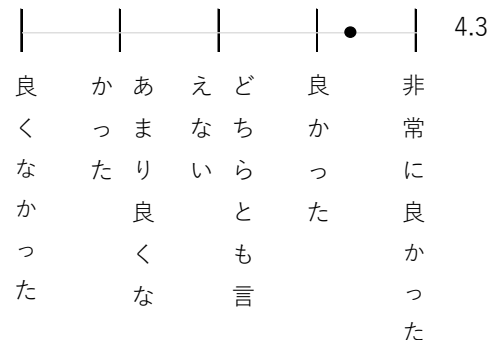 4.3
良くなかった
あまり良くな
かった
どちらとも言
えない
良かった
非常に良かった